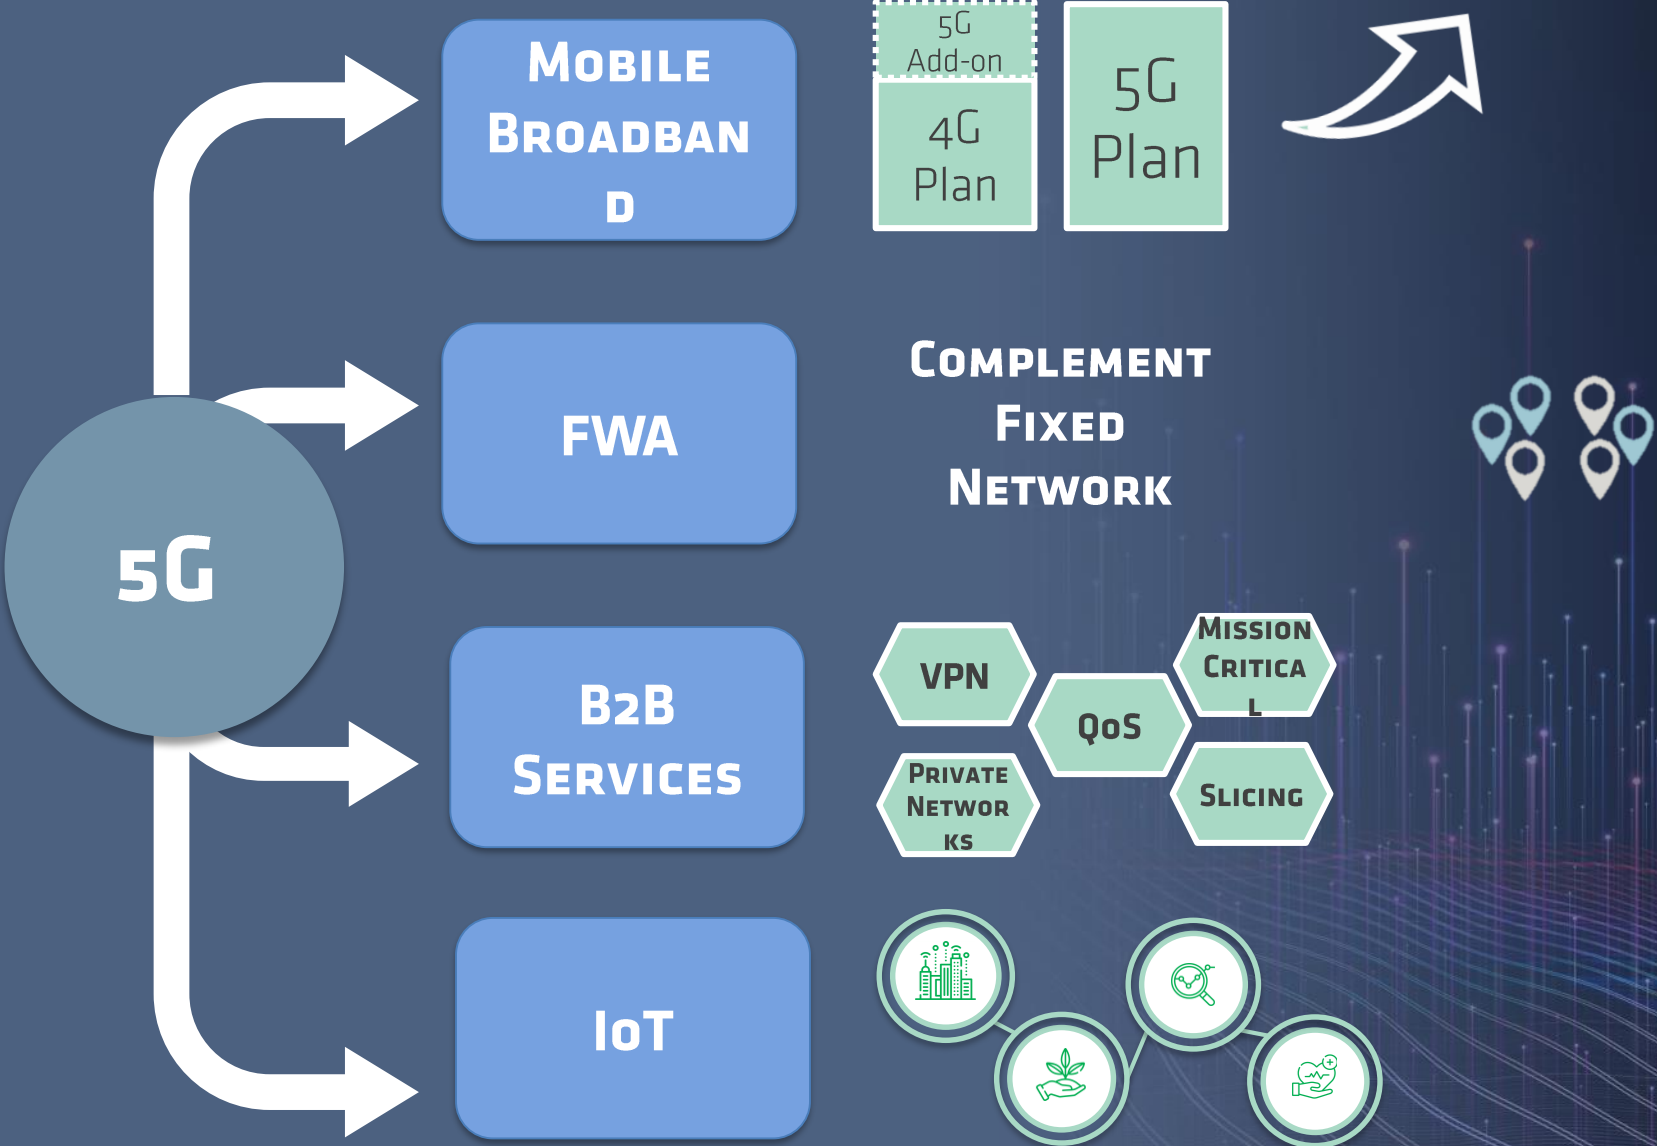 5G
Mobile
Broadban
d
5G
Add-on
4G
Plan
5G
Plan
FWA
Complement
Fixed
Network
B2B
Services
VPN
QoS
Mission
Critica
l
Private
Networ
ks
Slicing
IoT